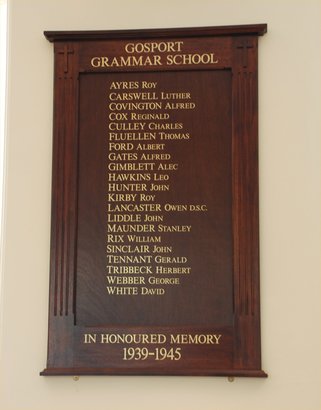 GOSPORT
GRAMMAR SCHOOL
AYRES ROY
CARSWELL LUTHER
COVINGTON ALFRED
COX REGINALD
CULLEY CHARLES
FLUELLEN THOMAS
FORD ALBERT
GATES ALFRED
GIMBLETT ALEC
HAWKINS LEO
HUNTER JOHN
KIRBY ROY
LANCASTER OWEN D.S.C.
LIDDLE JOHN
MAUNDER STANLEY
RIX WILLIAM
SINCLAIR JOHN
TENNANT GERALD
TRIBBECK HERBERT
WEBBER GEORGE
WHITE DAVID
IN HONOURED MEMORY
1939-1945